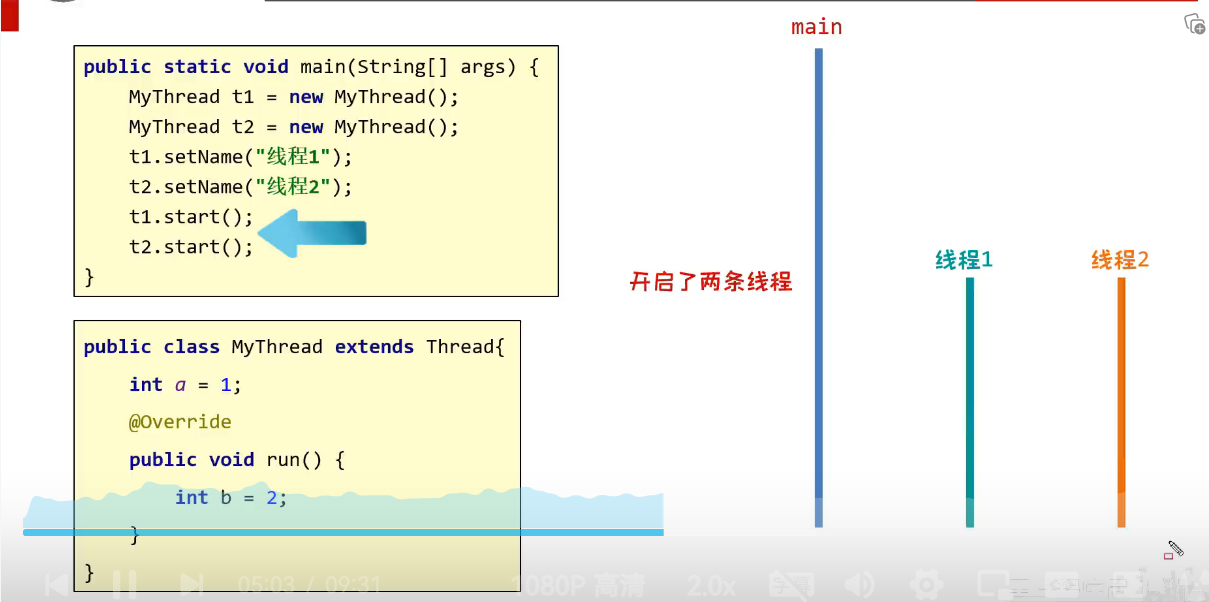 main
public static void main(String[] args) {
MyThread t1 = new MyThread();
MyThread t2 = new MyThread();
t1.setName("线程1");
t2.setName("线程2");
t1.start();
t2.start();
}
开启了两条线程
线程1
线程2
public class MyThread extends Thread{
int a = 1;
@Override
public void run() {
int b = 2;
}
}
05:03 / 09:31
1080P 高清
2.0x